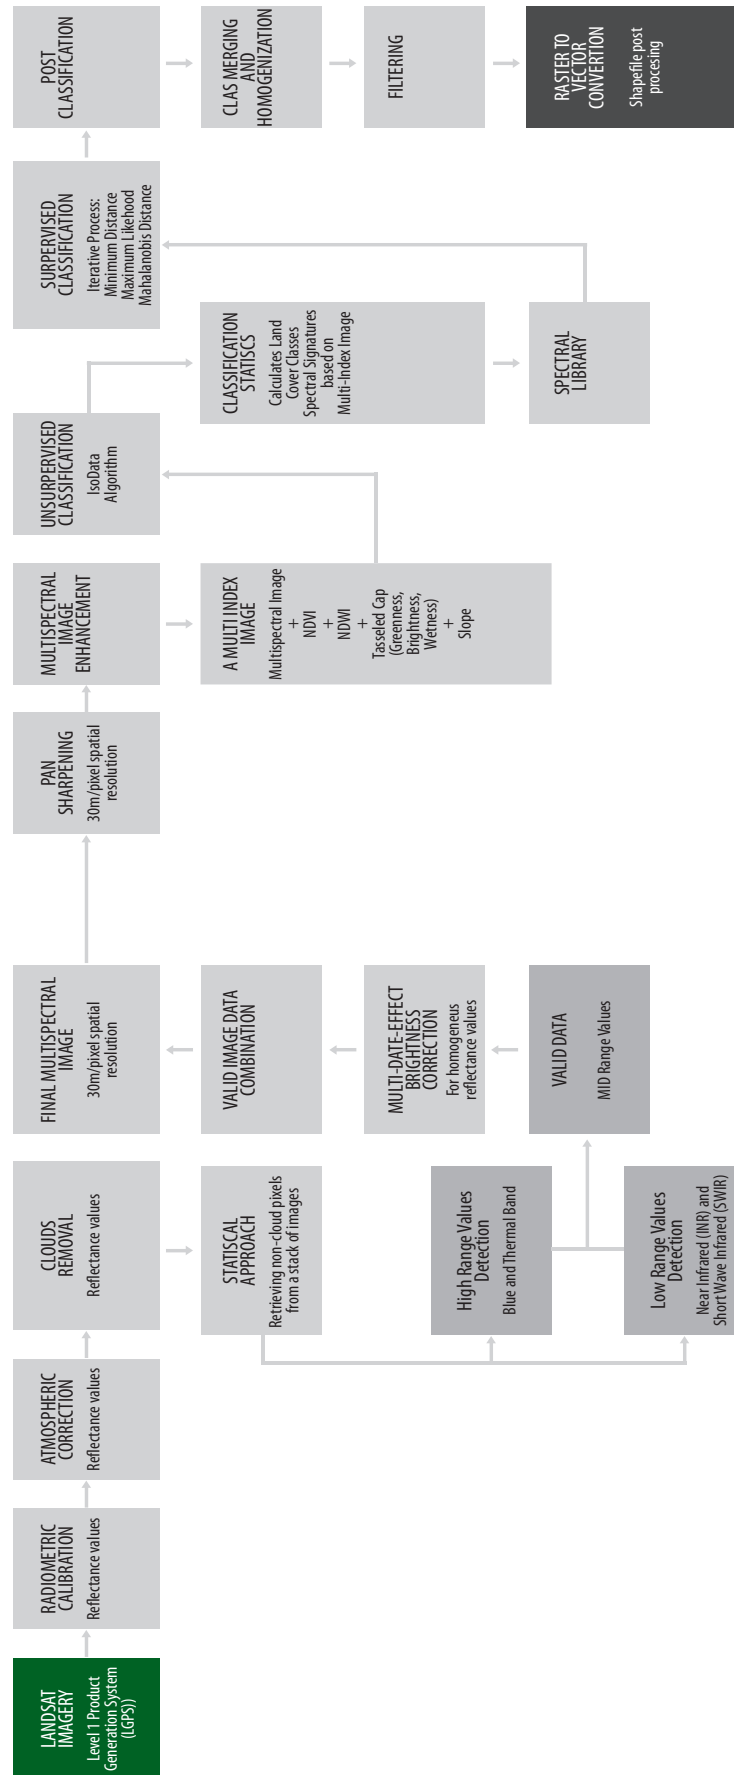 LANDSAT
IMAGERY
Level 1 Product
Generation System
(LGPS))
RADIOMETRIC
CALIBRATION
Reflectance values
ATMOSPHERIC
CORRECTION
Reflectance values
CLOUDS
REMOVAL
Reflectance values
STATISCAL
APPROACH
Retrieving non-cloud pixels
from a stack of images
High Range Values
Detection
Blue and Thermal Band
Low Range Values
Detection
Near Infrared (INR) and
Short Wave Infrared (SWIR)
VALID DATA
MID Range Values
MULTI-DATE-EFFECT
BRIGHTNESS
CORRECTION
For homogeneus
reflectance values
VALID IMAGE DATA
COMBINATION
FINAL MULTISPECTRAL
IMAGE
30m/pixel spatial
resolution
PAN
SHARPENING
30m/pixel spatial
resolution
MULTISPECTRAL
IMAGE
ENHANCEMENT
A MULTI INDEX
IMAGE
Multispectral Image
+
NDVI
+
NDWI
+
Tasseled Cap
(Greenness,
Brightness,
Wetness)
+
Slope
UNSURPERVISED
CLASSIFICATION
IsoData
Algorithm
CLASSIFICATION
STATISCS
Calculates Land
Cover Classes
Spectral Signatures
based on
Multi-Index Image
SPECTRAL
LIBRARY
SURPERVISED
CLASSIFICATION
Iterative Process:
Minimum Distance
Maximum Likehood
Mahalanobis Distance
POST
CLASSIFICATION
CLAS MERGING
AND
HOMOGENIZATION
FILTERING
RASTER TO
VECTOR
CONVERTION
Shapefile post
procesing